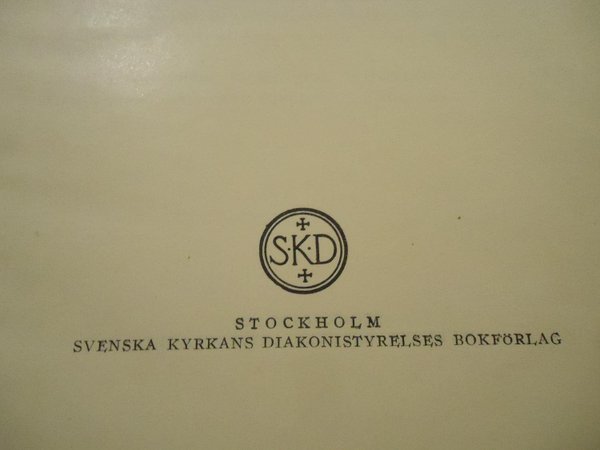 S·K·D
STOCKHOLM
SVENSKA KYRKANS DIAKONISTYRELSES BOKFÖRLAG